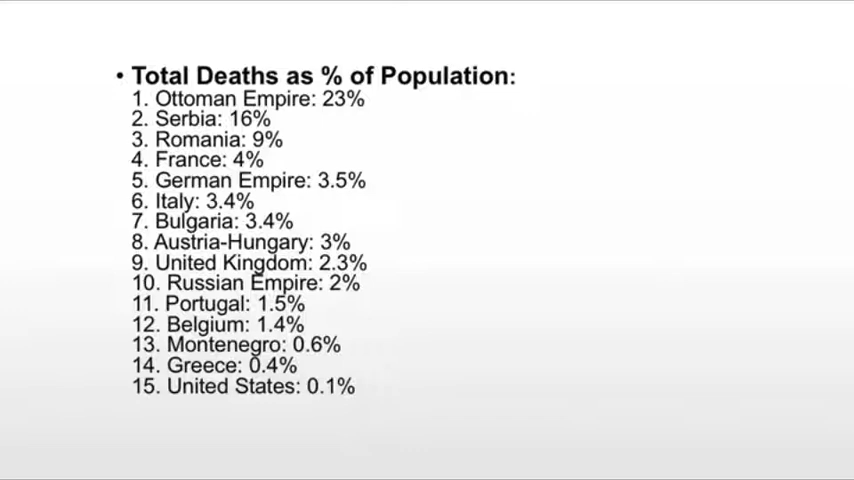 • Total Deaths as % of Population:
1. Ottoman Empire: 23%
2. Serbia: 16%
3. Romania: 9%
4. France: 4%
5. German Empire: 3.5%
6. Italy: 3.4%
7. Bulgaria: 3.4%
8. Austria-Hungary: 3%
9. United Kingdom: 2.3%
10. Russian Empire: 2%
11. Portugal: 1.5%
12. Belgium: 1.4%
13. Montenegro: 0.6%
14. Greece: 0.4%
15. United States: 0.1%